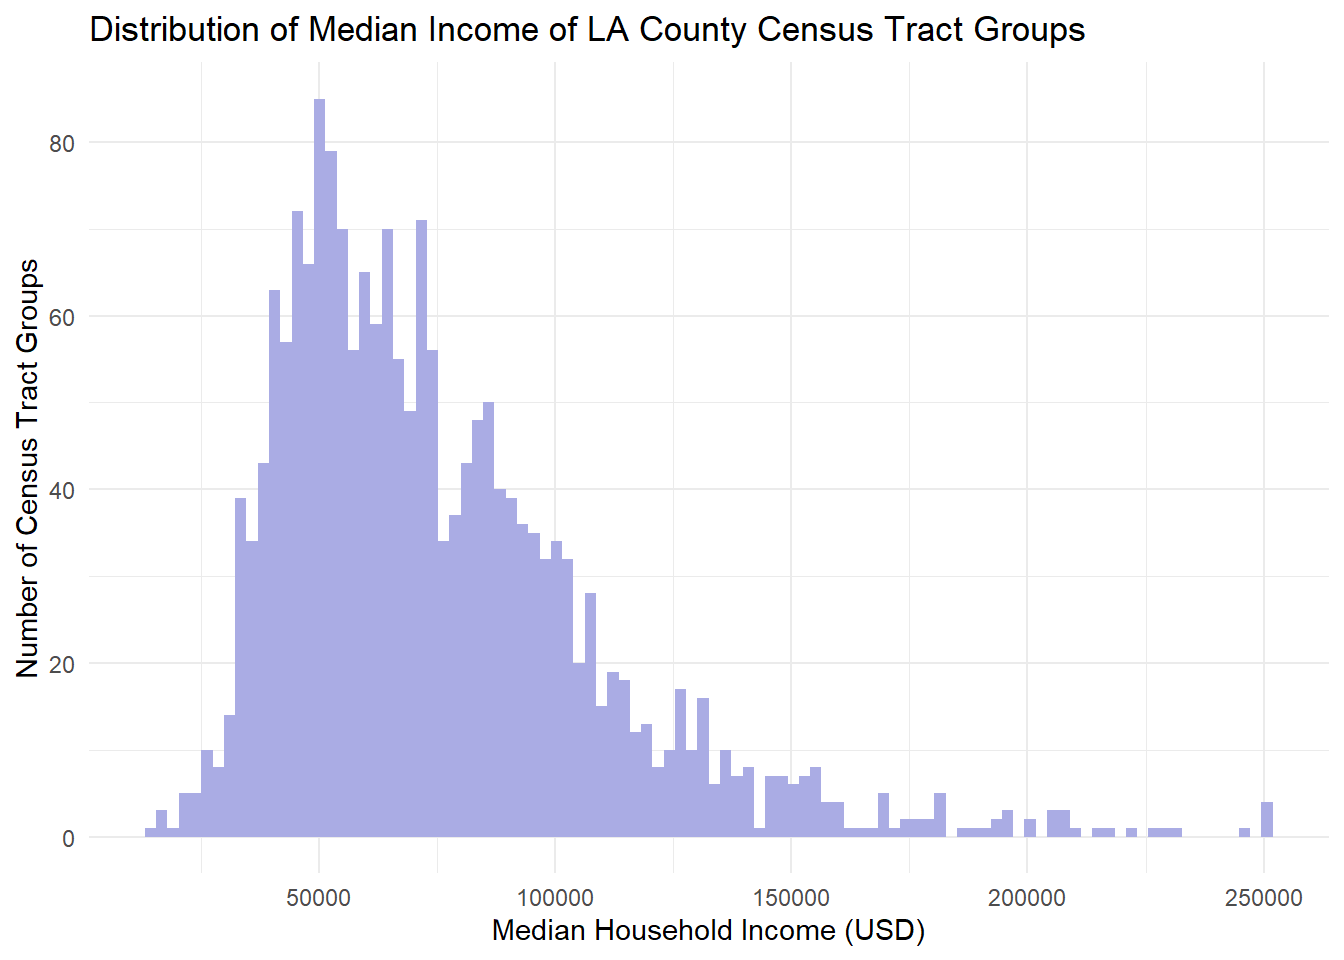 Distribution of Median Income of LA County Census Tract Groups
Number of Census Tract Groups
80
60
40
20
0
50000 100000 150000 200000 250000
Median Household Income (USD)